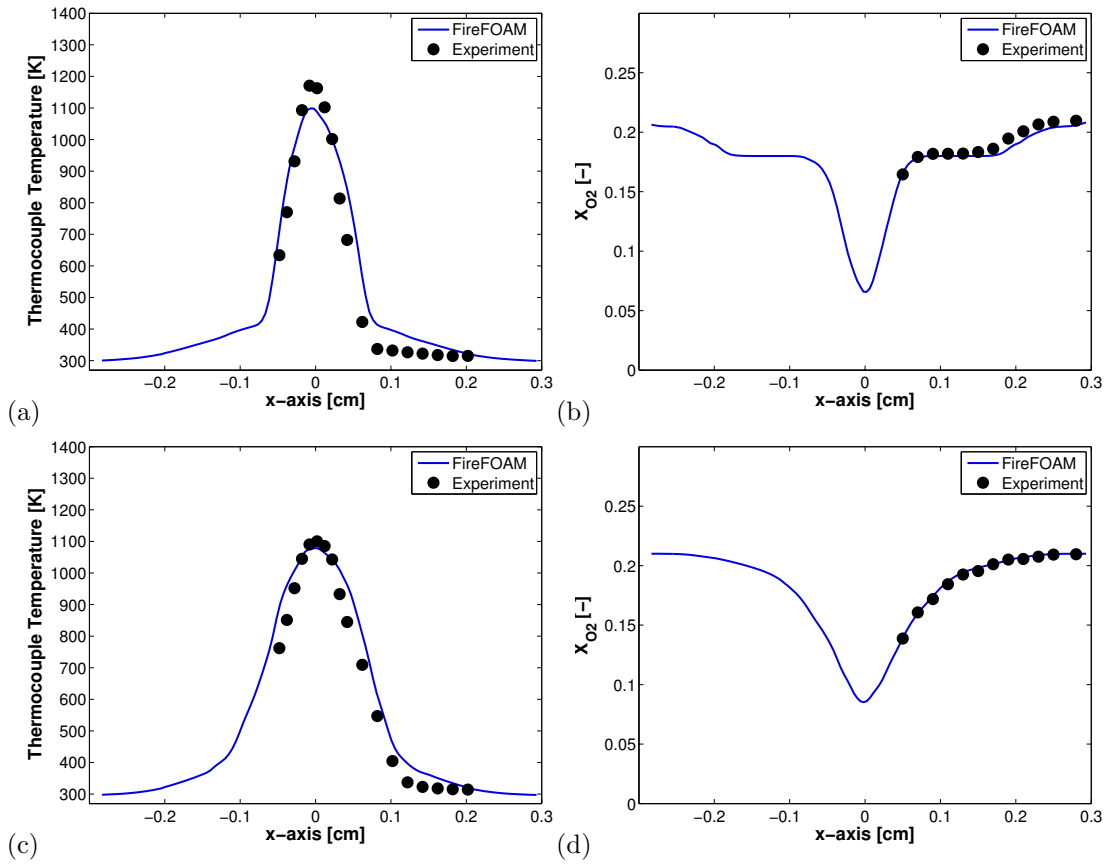 1400
1300
1200
1100
1000
900
800
700
600
500
400
300
Thermocouple Temperature [K]
−0.2 −0.1 0 0.1 0.2 0.3
x−axis [cm]
FireFOAM
Experiment
(a)
0.25
0.2
0.15
0.1
0.05
0
X_O2 [−]
−0.2 −0.1 0 0.1 0.2 0.3
x−axis [cm]
FireFOAM
Experiment
(b)
1400
1300
1200
1100
1000
900
800
700
600
500
400
300
Thermocouple Temperature [K]
−0.2 −0.1 0 0.1 0.2 0.3
x−axis [cm]
FireFOAM
Experiment
(c)
0.25
0.2
0.15
0.1
0.05
0
X_O2 [−]
−0.2 −0.1 0 0.1 0.2 0.3
x−axis [cm]
FireFOAM
Experiment
(d)